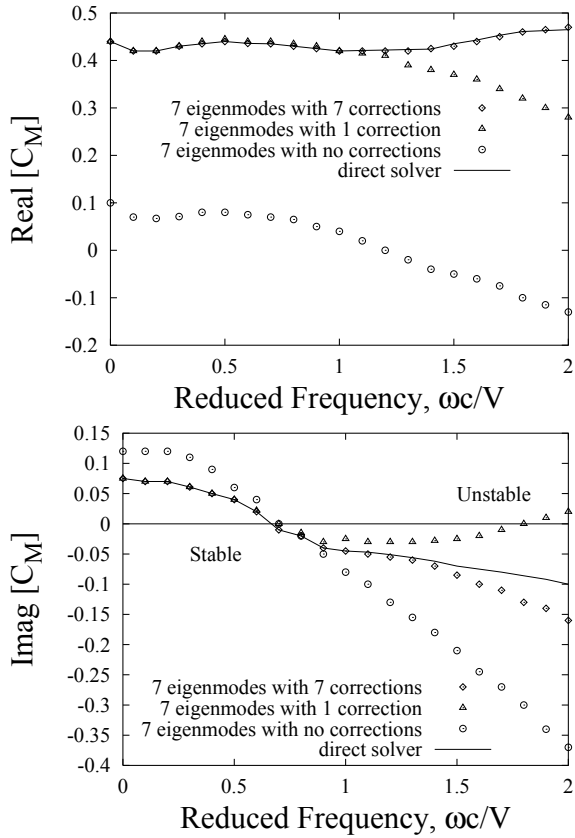 0.5
0.4
0.3
0.2
0.1
0
-0.1
-0.2
Real [C_M]
7 eigenmodes with 7 corrections
7 eigenmodes with 1 correction
7 eigenmodes with no corrections
direct solver
0 0.5 1 1.5 2
Reduced Frequency, ωc/V
0.15
0.1
0.05
0
-0.05
-0.1
-0.15
-0.2
-0.25
-0.3
-0.35
-0.4
Imag [C_M]
Unstable
Stable
7 eigenmodes with 7 corrections
7 eigenmodes with 1 correction
7 eigenmodes with no corrections
direct solver
0 0.5 1 1.5 2
Reduced Frequency, ωc/V